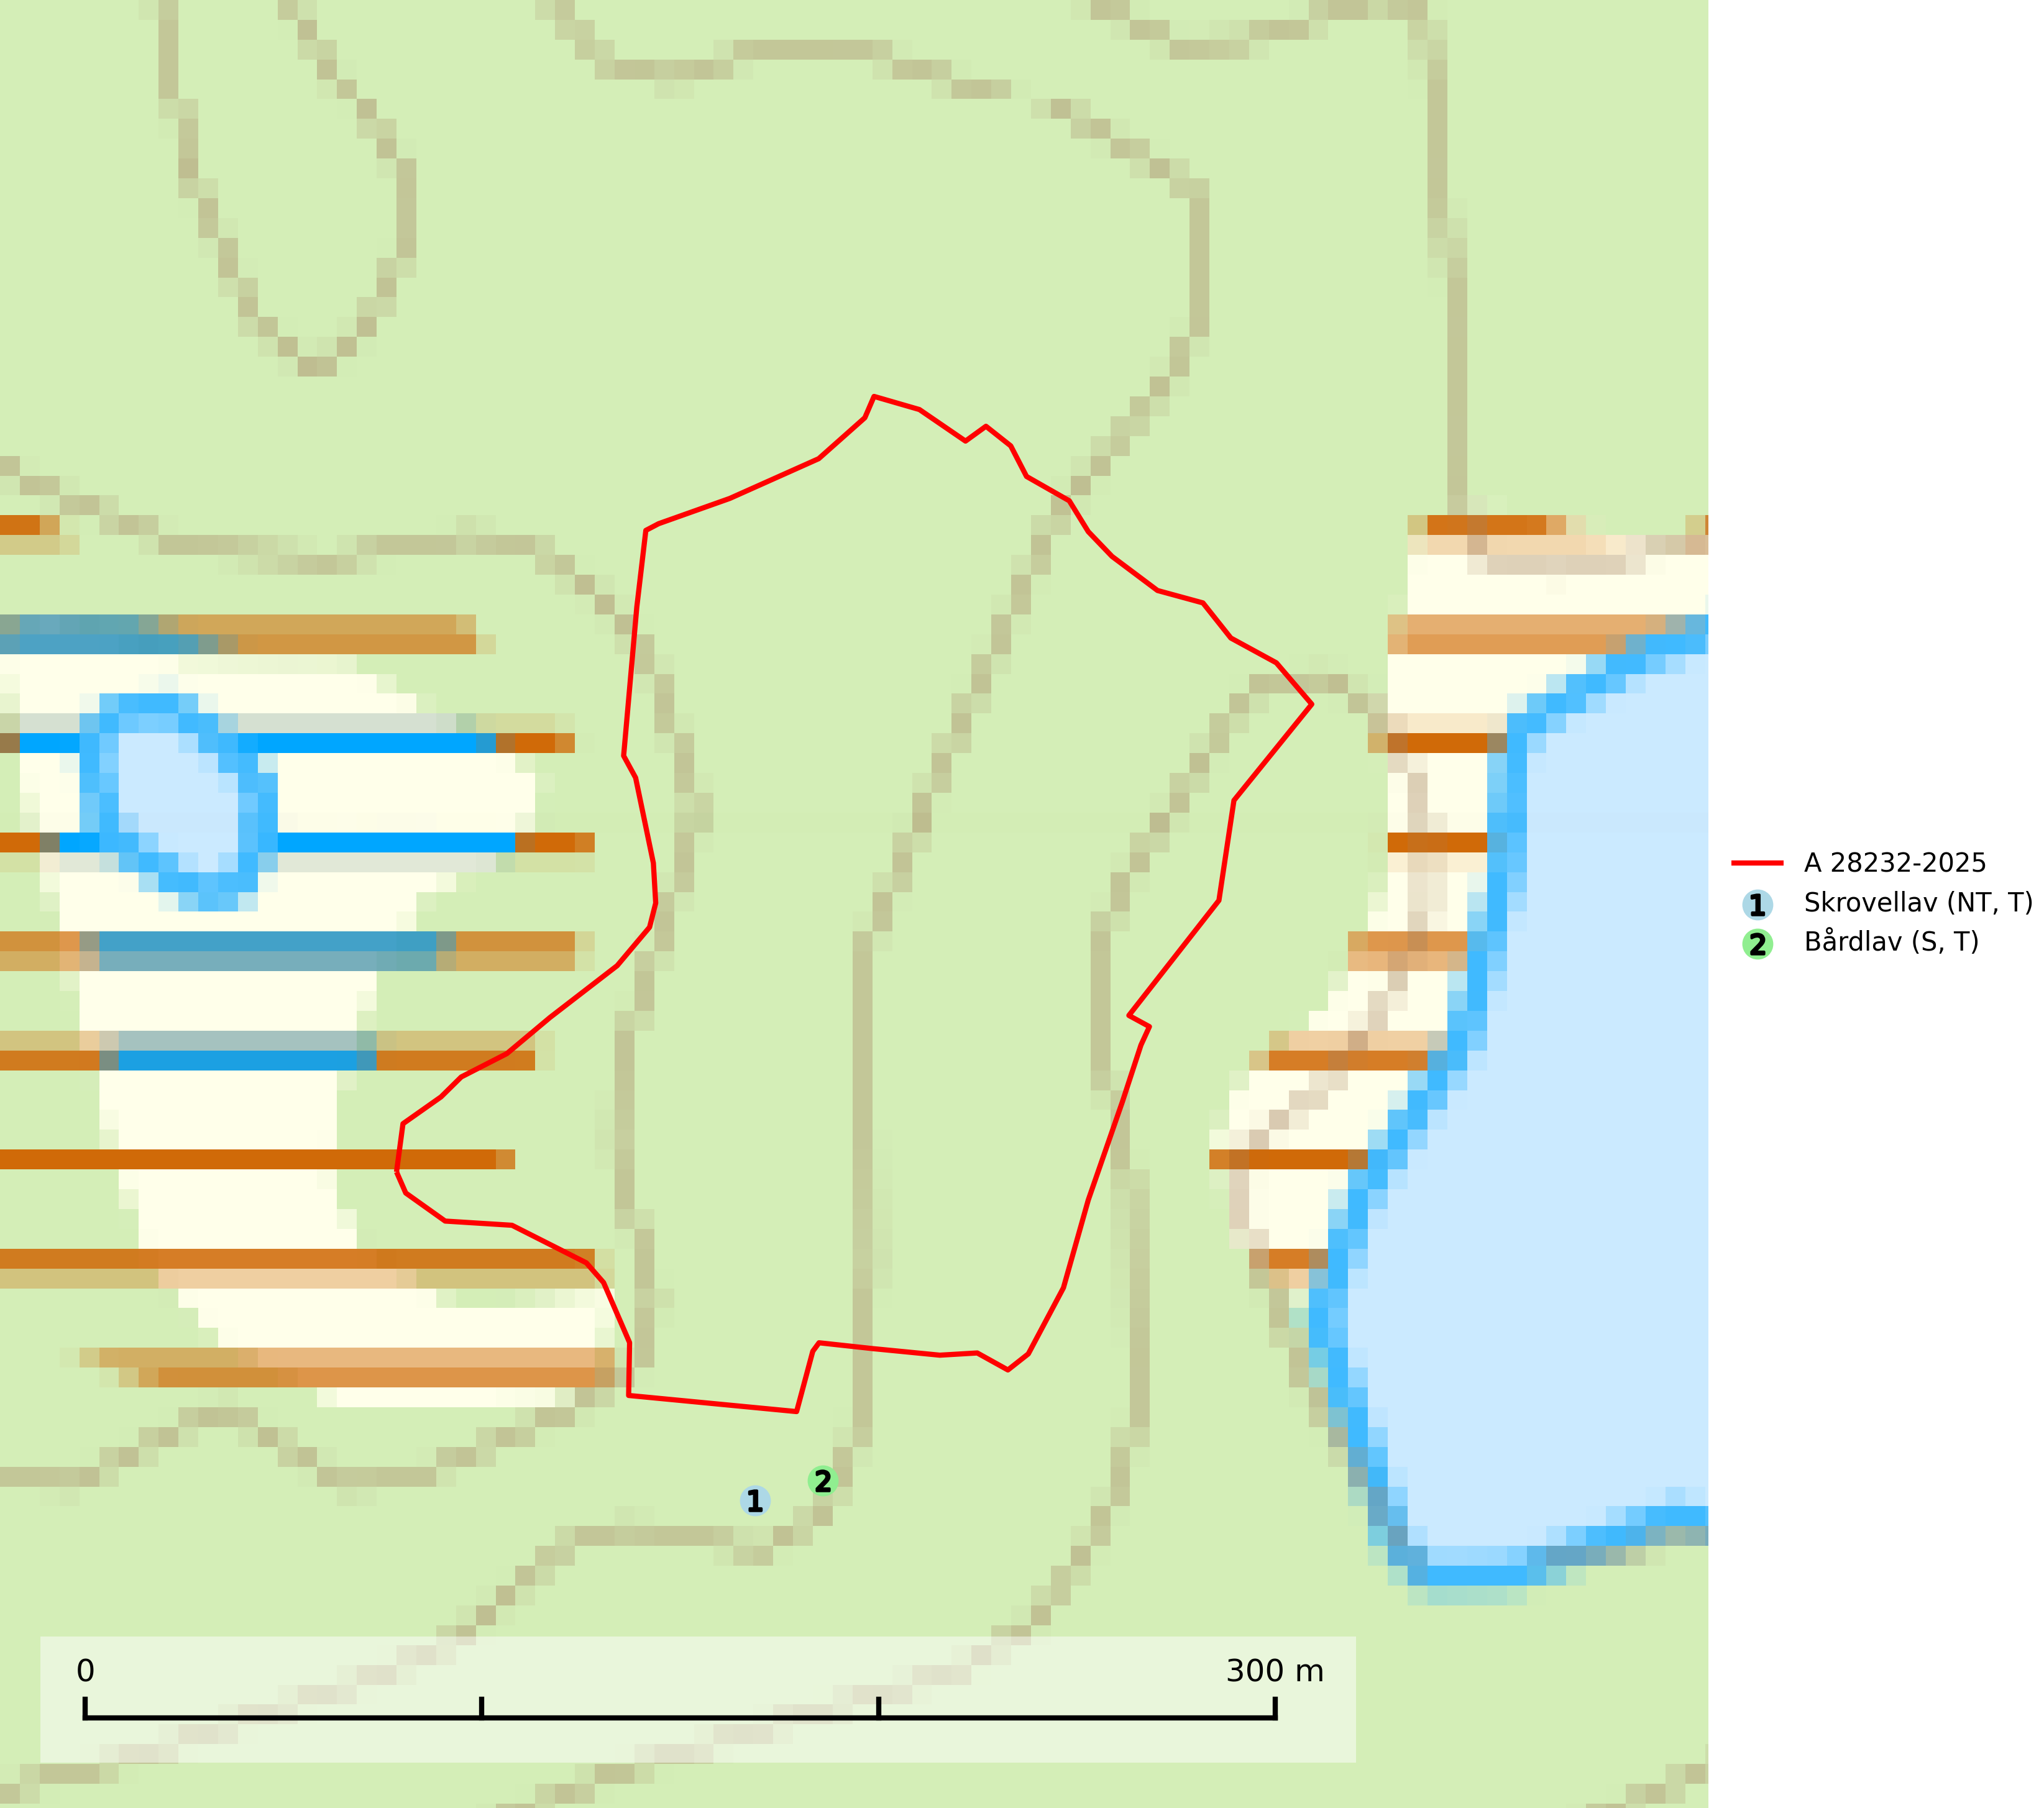 A 28232-2025
1 Skrovellav (NT, T)
2 Bårdlav (S, T)
2
1
0 300 m